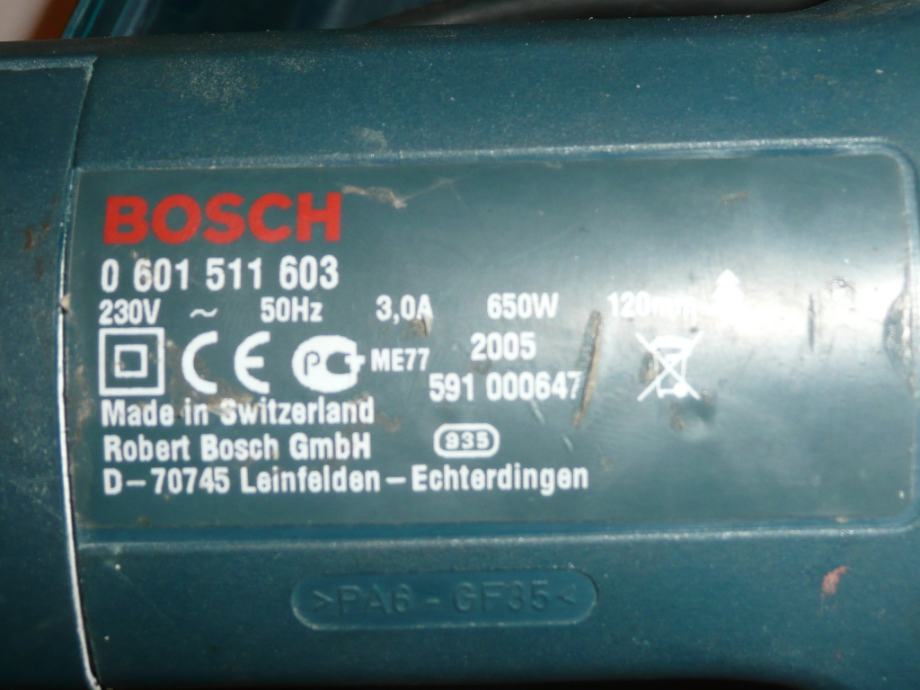 BOSCH
0 601 511 603
230V ~ 50Hz 3,0A 650W 120mm
CE P ME77 2005
591 000647
Made in Switzerland
Robert Bosch GmbH 935
D-70745 Leinfelden-Echterdingen
>PA6-GF35<